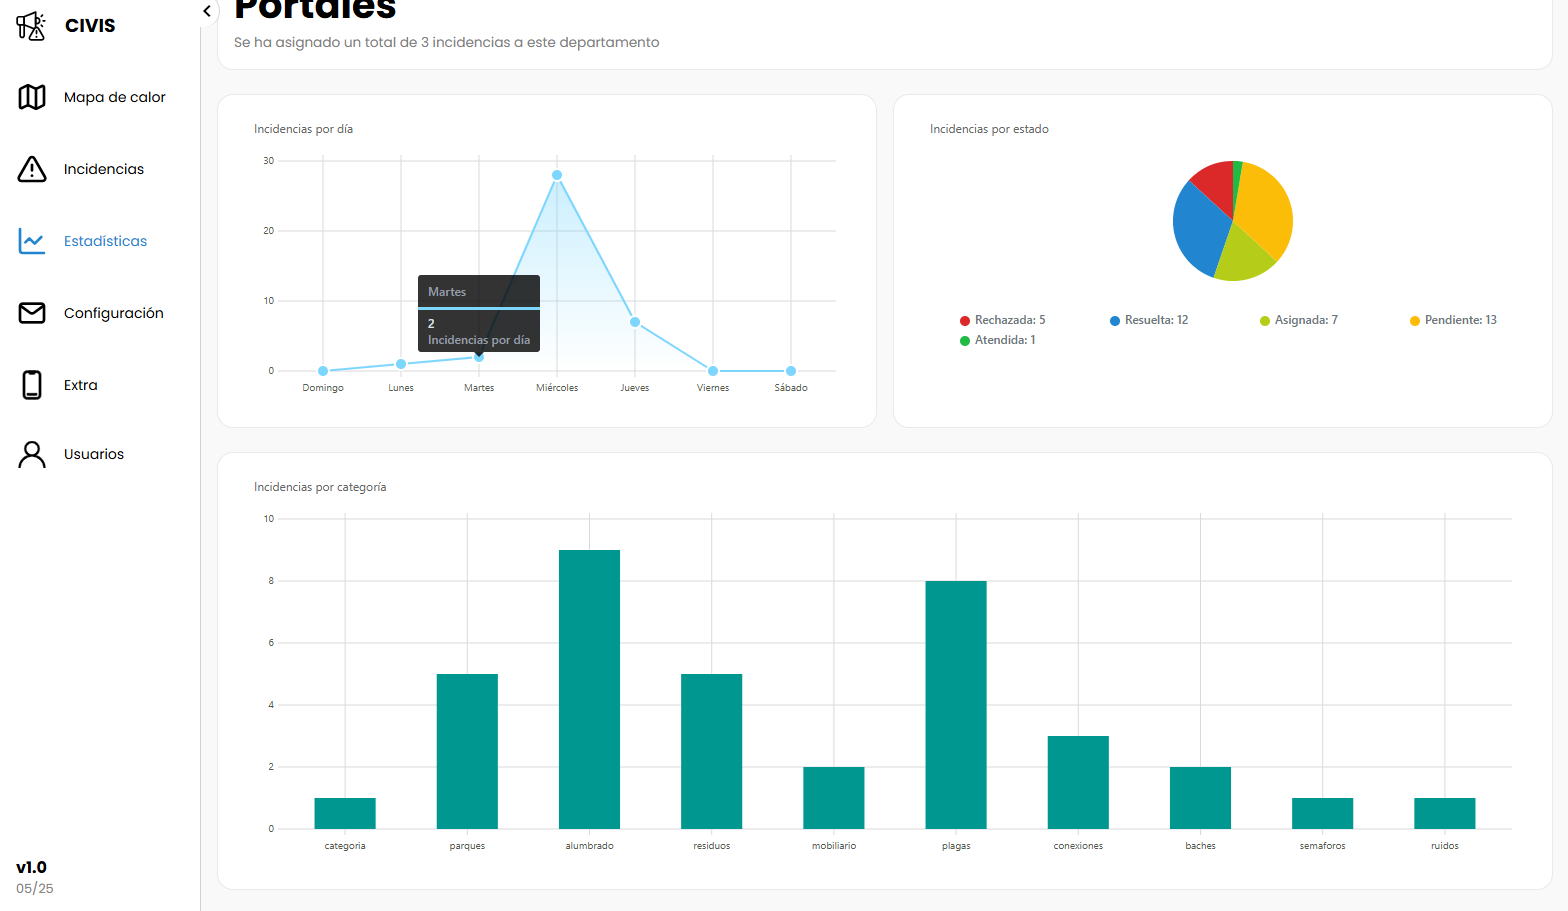 CIVIS
Mapa de calor
Incidencias
Estadísticas
Configuración
Extra
Usuarios
v1.0
05/25
Portales
Se ha asignado un total de 3 incidencias a este departamento
Incidencias por día
30
20
10
0
Martes
2
Incidencias por día
Domingo Lunes Martes Miércoles Jueves Viernes Sábado
Incidencias por estado
Rechazada: 5 Resuelta: 12 Asignada: 7 Pendiente: 13
Atendida: 1
Incidencias por categoría
10
8
6
4
2
0
categoria parques alumbrado residuos mobiliario plagas conexiones baches semaforos ruidos